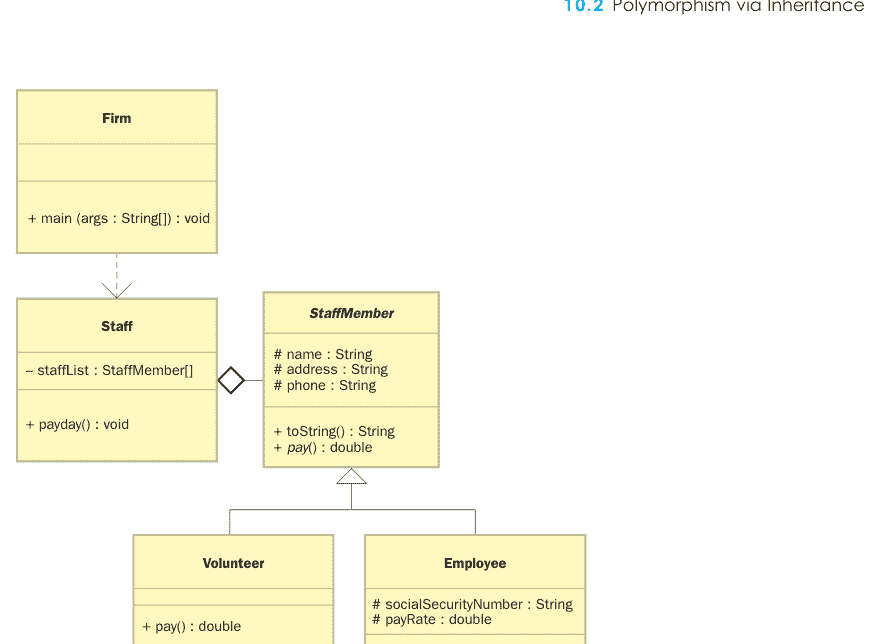 10.2 Polymorphism via Inheritance
Firm
+ main (args : String[]) : void
Staff
– staffList : StaffMember[]
+ payday() : void
StaffMember
# name : String
# address : String
# phone : String
+ toString() : String
+ pay() : double
Volunteer
+ pay() : double
Employee
# socialSecurityNumber : String
# payRate : double